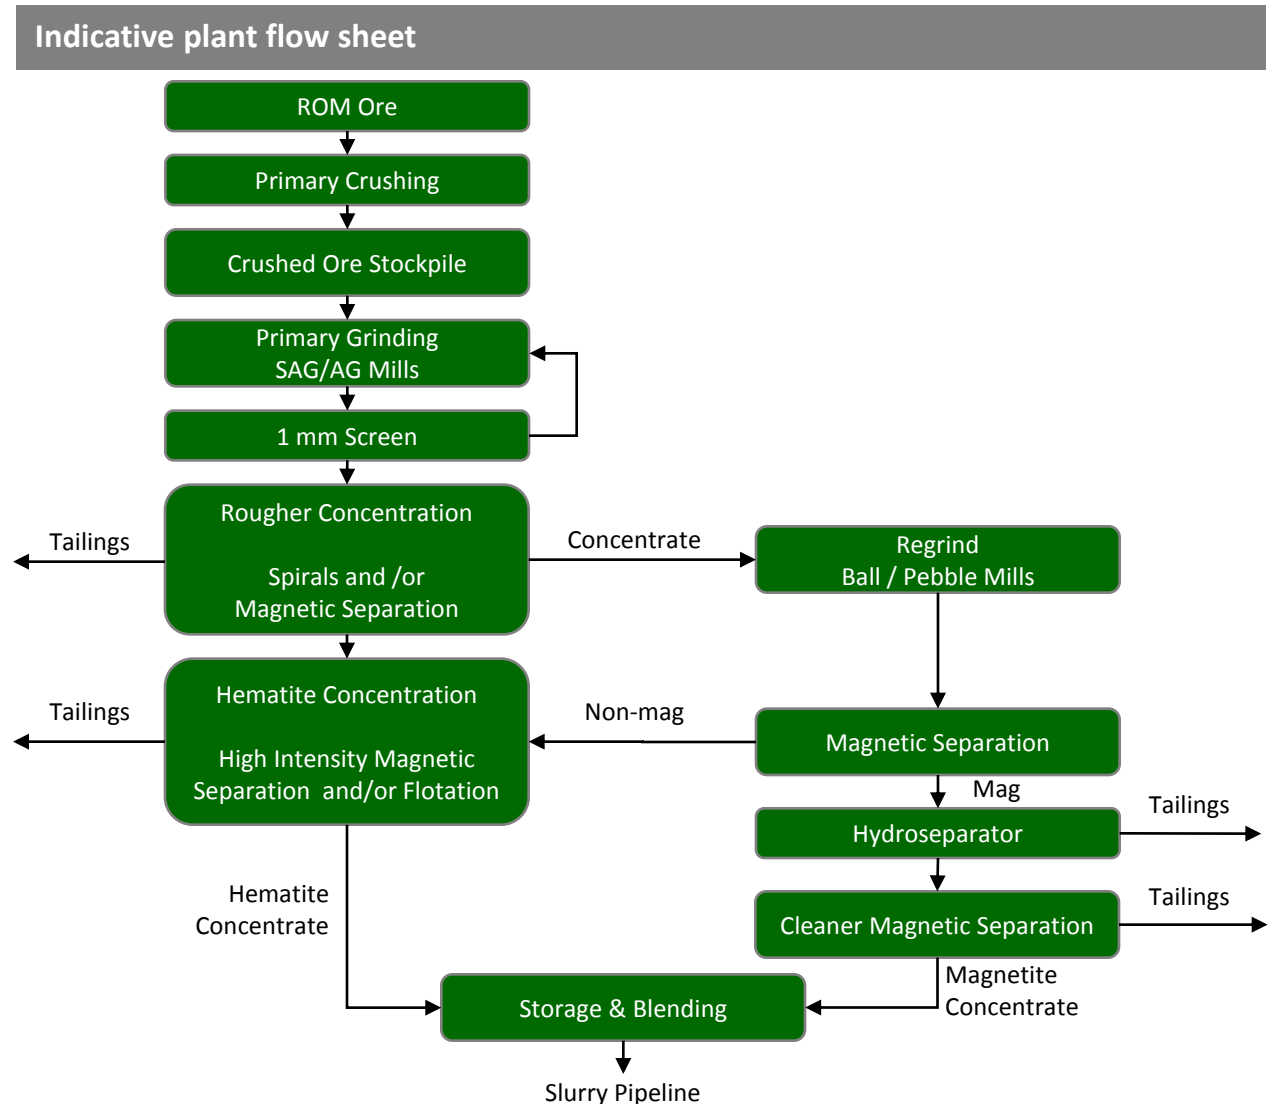 Indicative plant flow sheet
ROM Ore
Primary Crushing
Crushed Ore Stockpile
Primary Grinding
SAG/AG Mills
1 mm Screen
Rougher Concentration
Spirals and /or
Magnetic Separation
Tailings
Concentrate
Regrind
Ball / Pebble Mills
Hematite Concentration
High Intensity Magnetic
Separation and/or Flotation
Tailings
Non-mag
Magnetic Separation
Mag
Hydroseparator
Tailings
Cleaner Magnetic Separation
Tailings
Hematite
Concentrate
Magnetite
Concentrate
Storage & Blending
Slurry Pipeline